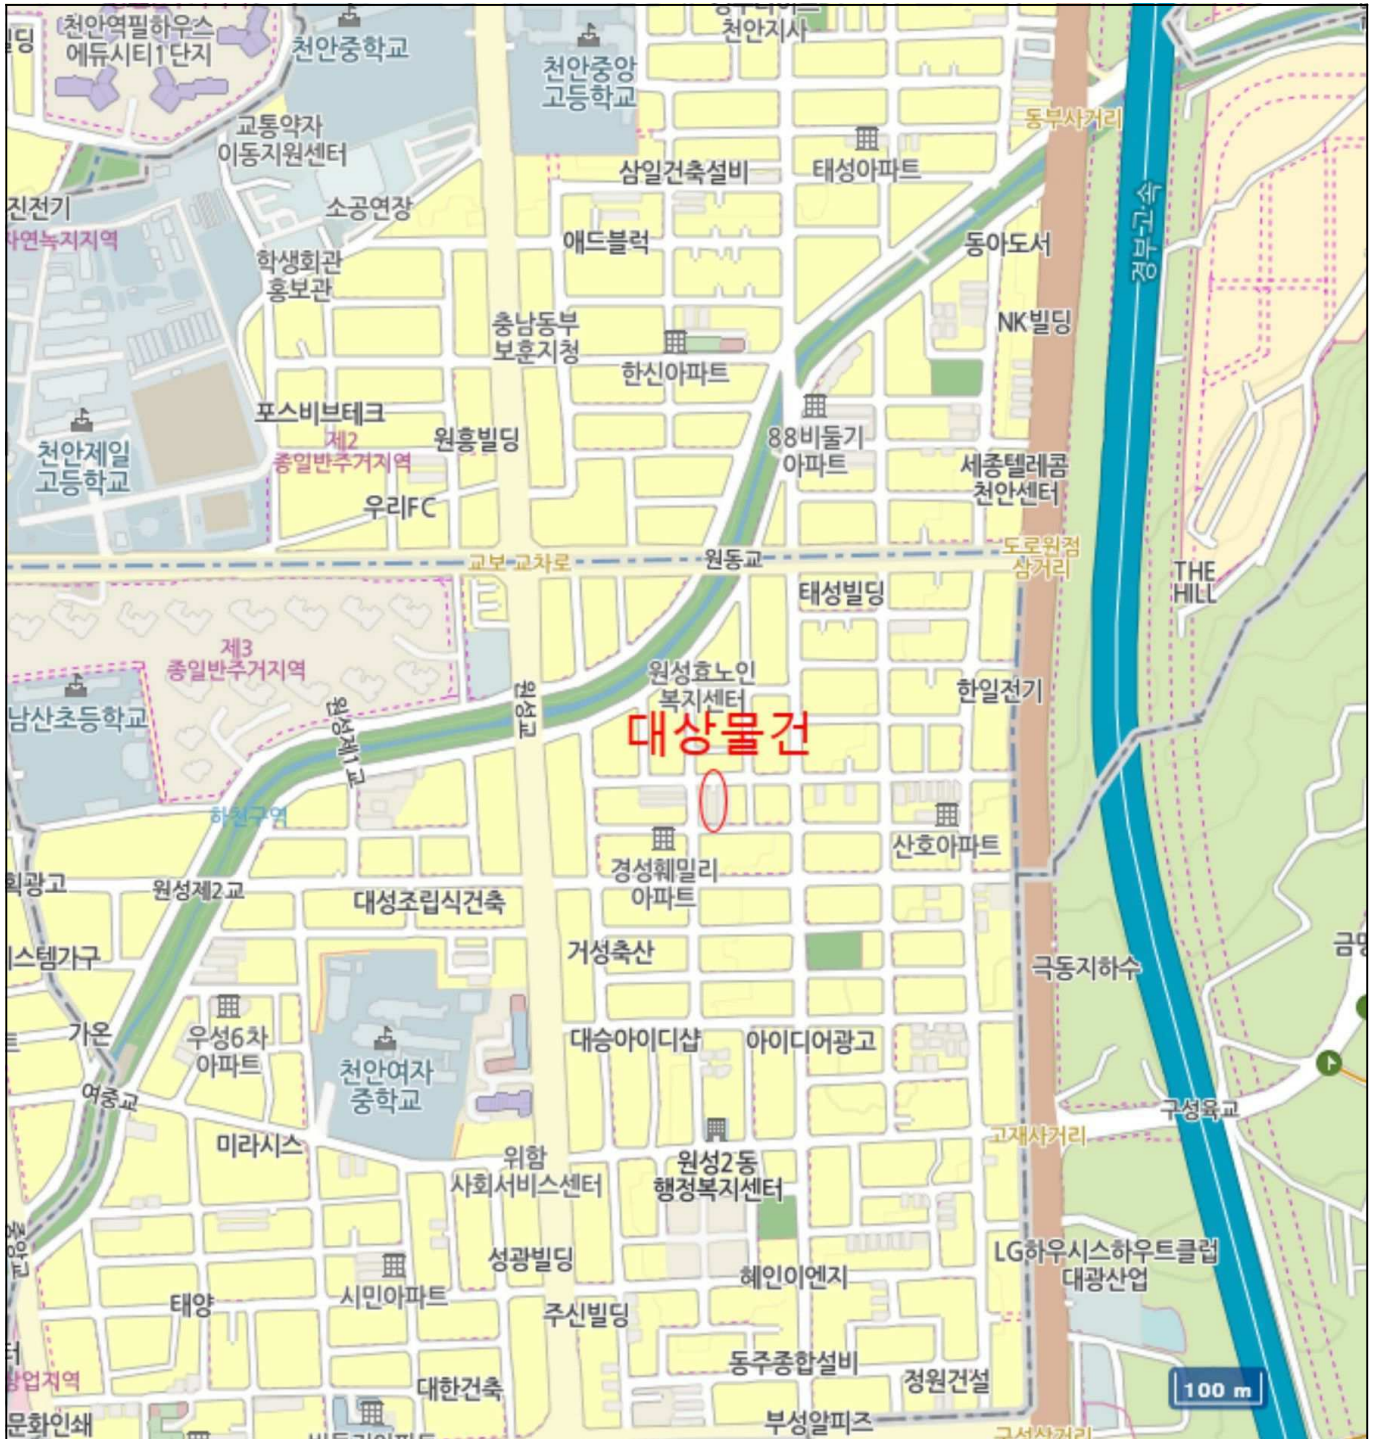 천안역필하우스
에듀시티1단지
천안중학교
천안중앙
고등학교
천안지사
교통약자
이동지원센터
동부사거리
삼일건축설비
태성아파트
진전기
자연녹지지역
소공연장
애드블럭
동아도서
경부고속
학생회관
홍보관
충남동부
보훈지청
NK빌딩
한신아파트
포스비브테크
제2
종일반주거지역
원흥빌딩
88비둘기
아파트
천안제일
고등학교
세종텔레콤
천안센터
우리FC
교보 교차로
원동교
도로원점
삼거리
THE
HILL
태성빌딩
제3
종일반주거지역
원성효노인
복지센터
한일전기
남산초등학교
원성제1교
원성교
대상물건
하천구역
산호아파트
경성훼밀리
아파트
획광고
원성제2교
대성조립식건축
스템가구
거성축산
극동지하수
가온
우성6차
아파트
대승아이디샵
아이디어광고
천안여자
중학교
여중교
구성육교
미라시스
고재사거리
위함
사회서비스센터
원성2동
행정복지센터
중앙교
성광빌딩
LG하우시스하우트클럽
대광산업
혜인이엔지
시민아파트
태양
주신빌딩
동주종합설비
상업지역
대한건축
정원건설
100 m
문화인쇄
부성알피즈
구성삼거리